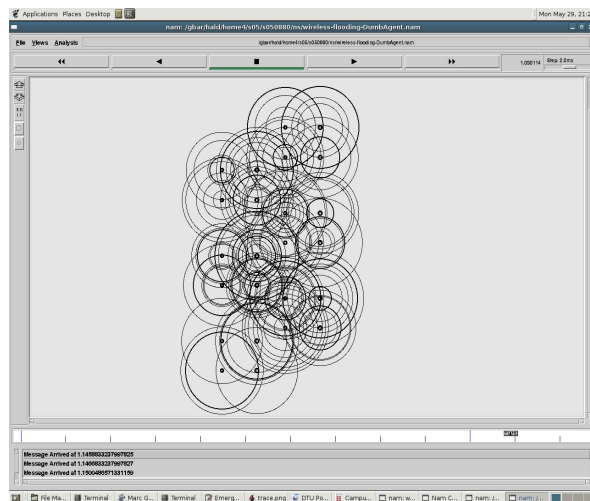 Applications Places Desktop
Mon May 29, 21:2
nam: /gbar/hald/home4/s05/s050880/ns/wireless-flooding-DumbAgent.nam
File Views Analysis
/gbar/hald/home4/s05/s050880/ns/wireless-flooding-DumbAgent.nam
1.090114 Step: 2.0ms
EDIT
Message Arrived at 1.1458833237997825
Message Arrived at 1.1466833237997827
Message Arrived at 1.1500486571331159
File Ma... Terminal Marc G... Terminal Emerg... trace.png DTU Po... Campu... nam: w... Nam C... nam: /... nam: /...